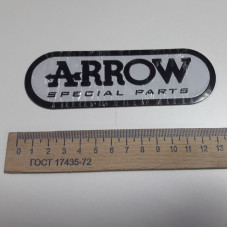 ARROW
SPECIAL PARTS
0 1 2 3 4 5 6 7 8 9 10 11 12 13
ГОСТ 17435-72